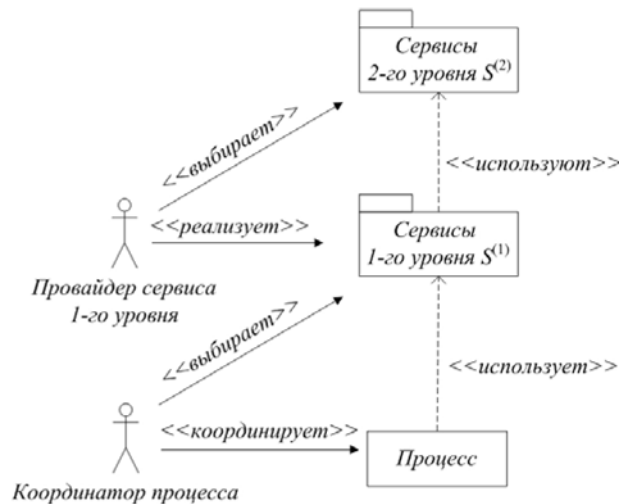 Сервисы
2-го уровня S⁽²⁾
<<выбирает>>
<<используют>>
<<реализует>>
Сервисы
1-го уровня S⁽¹⁾
Провайдер сервиса
1-го уровня
<<выбирает>>
<<использует>>
<<координирует>>
Процесс
Координатор процесса